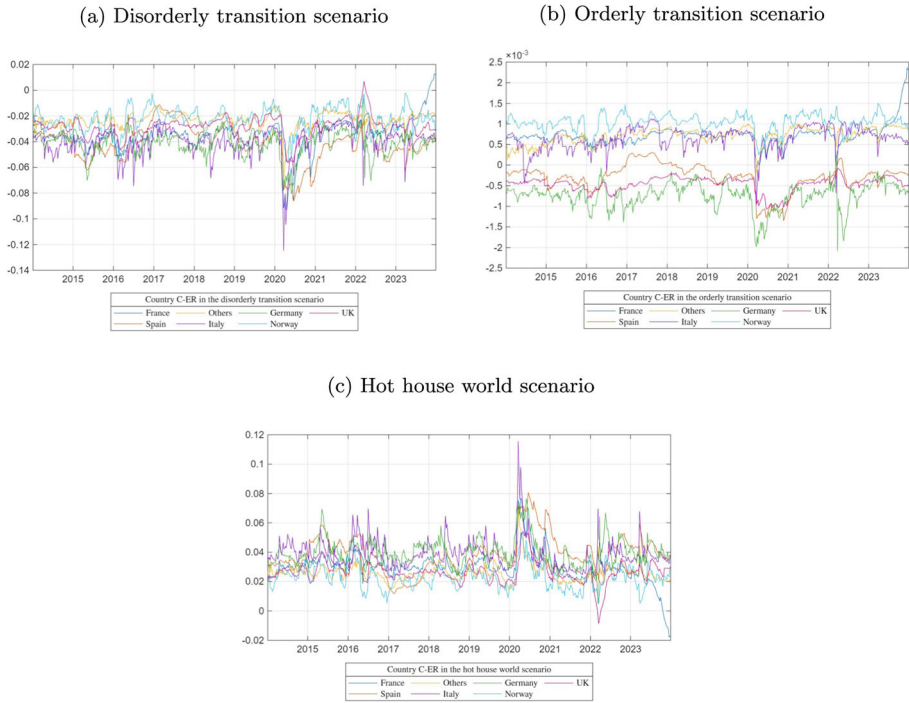 (a) Disorderly transition scenario
0.02
0
-0.02
-0.04
-0.06
-0.08
-0.1
-0.12
-0.14
2015 2016 2017 2018 2019 2020 2021 2022 2023
Country C-ER in the disorderly transition scenario
France Others Germany UK
Spain Italy Norway
(b) Orderly transition scenario
×10⁻³
2.5
2
1.5
1
0.5
0
-0.5
-1
-1.5
-2
-2.5
2015 2016 2017 2018 2019 2020 2021 2022 2023
Country C-ER in the orderly transition scenario
France Others Germany UK
Spain Italy Norway
(c) Hot house world scenario
0.12
0.1
0.08
0.06
0.04
0.02
0
-0.02
2015 2016 2017 2018 2019 2020 2021 2022 2023
Country C-ER in the hot house world scenario
France Others Germany UK
Spain Italy Norway